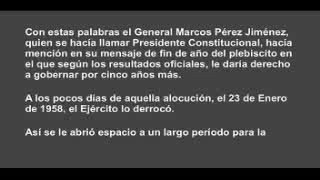 Con estas palabras el General Marcos Pérez Jiménez,
quien se hacía llamar Presidente Constitucional, hacía
mención en su mensaje de fin de año del plebiscito en
el que según los resultados oficiales, le daría derecho
a gobernar por cinco años más.
A los pocos días de aquella alocución, el 23 de Enero
de 1958, el Ejército lo derrocó.
Así se le abrió espacio a un largo período para la